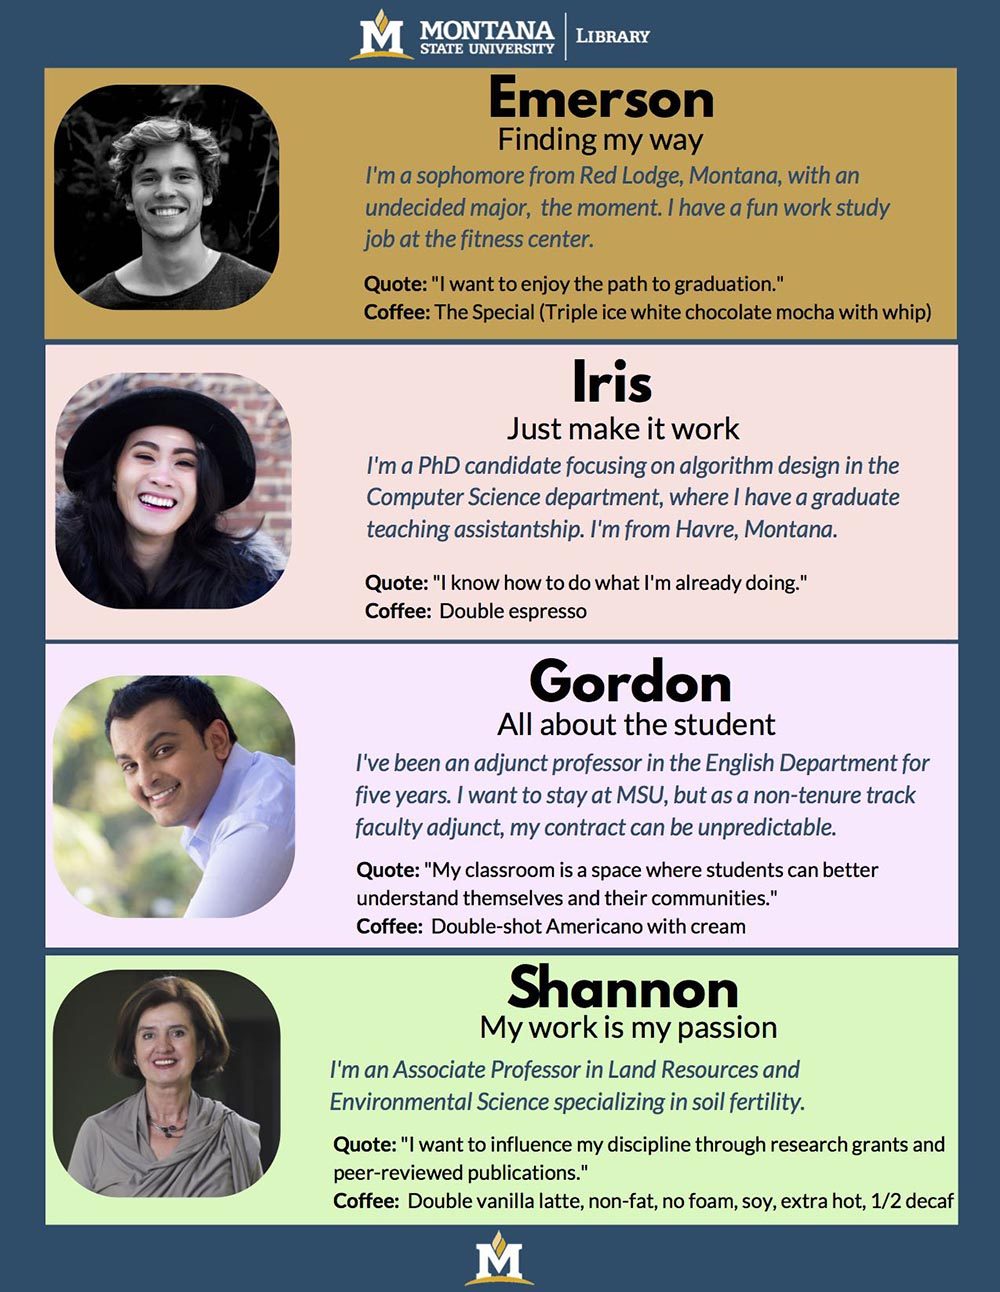 MONTANA
STATE UNIVERSITY
LIBRARY
Emerson
Finding my way
I'm a sophomore from Red Lodge, Montana, with an
undecided major,  the moment. I have a fun work study
job at the fitness center.
Quote: "I want to enjoy the path to graduation."
Coffee: The Special (Triple ice white chocolate mocha with whip)
Iris
Just make it work
I'm a PhD candidate focusing on algorithm design in the
Computer Science department, where I have a graduate
teaching assistantship. I'm from Havre, Montana.
Quote: "I know how to do what I'm already doing."
Coffee: Double espresso
Gordon
All about the student
I've been an adjunct professor in the English Department for
five years. I want to stay at MSU, but as a non-tenure track
faculty adjunct, my contract can be unpredictable.
Quote: "My classroom is a space where students can better
understand themselves and their communities."
Coffee: Double-shot Americano with cream
Shannon
My work is my passion
I'm an Associate Professor in Land Resources and
Environmental Science specializing in soil fertility.
Quote: "I want to influence my discipline through research grants and
peer-reviewed publications."
Coffee: Double vanilla latte, non-fat, no foam, soy, extra hot, 1/2 decaf
M